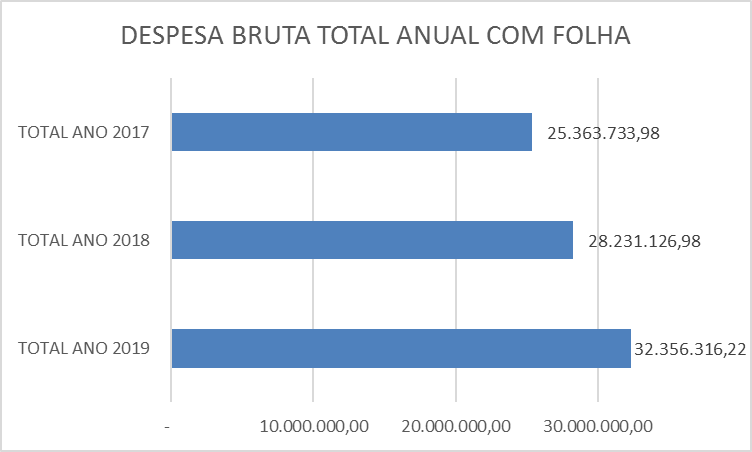 DESPESA BRUTA TOTAL ANUAL COM FOLHA
TOTAL ANO 2017
25.363.733,98
TOTAL ANO 2018
28.231.126,98
TOTAL ANO 2019
32.356.316,22
- 10.000.000,00 20.000.000,00 30.000.000,00